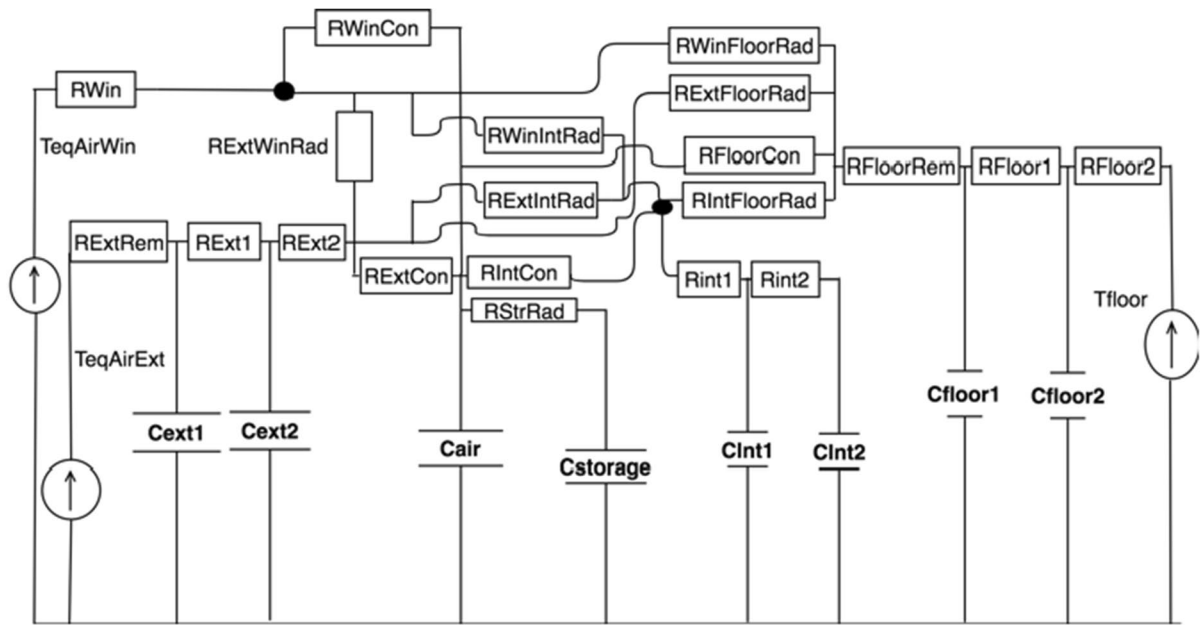 RWinCon
RWinFloorRad
RWin
RExtFloorRad
TeqAirWin
RExtWinRad
RWinIntRad
RFloorCon
RFloorRem
RFloor1
RFloor2
RExtIntRad
RIntFloorRad
RExtRem
RExt1
RExt2
RExtCon
RIntCon
Rint1
Rint2
RStrRad
Tfloor
TeqAirExt
Cfloor1
Cfloor2
Cext1
Cext2
Cair
Cstorage
CInt1
CInt2